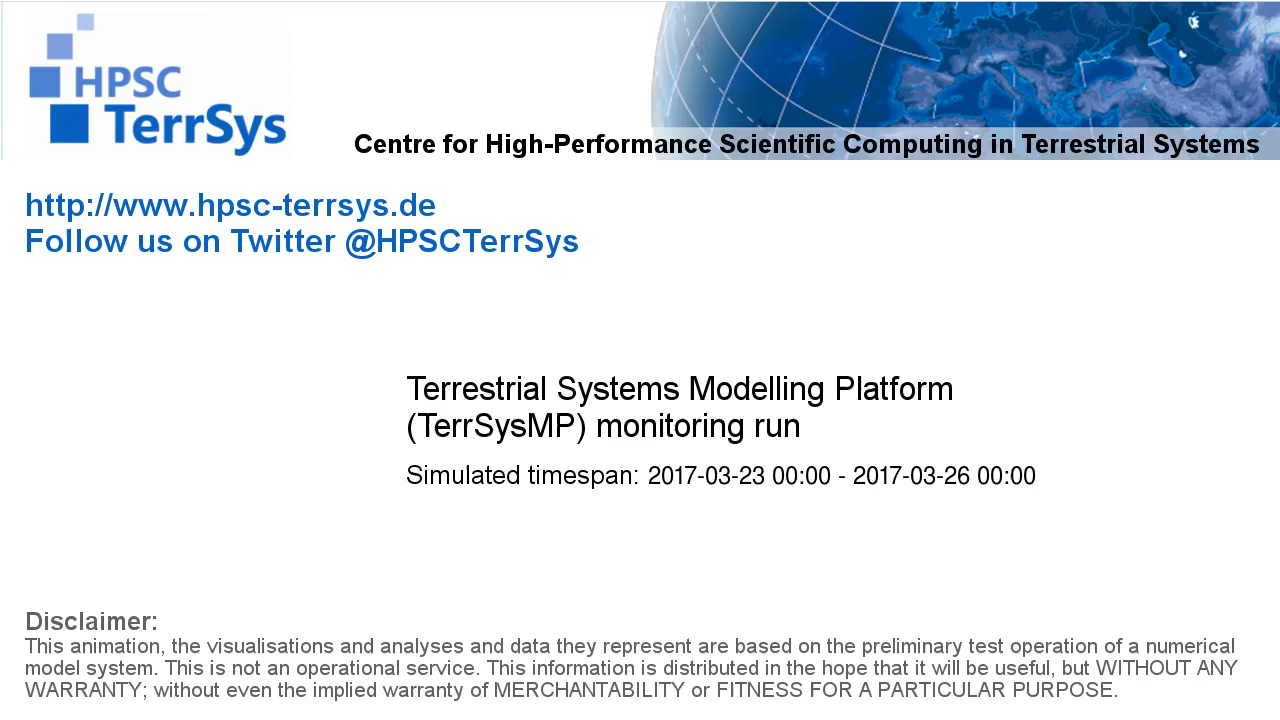 HPSC
TerrSys
Centre for High-Performance Scientific Computing in Terrestrial Systems
http://www.hpsc-terrsys.de
Follow us on Twitter @HPSCTerrSys
Terrestrial Systems Modelling Platform
(TerrSysMP) monitoring run
Simulated timespan: 2017-03-23 00:00 - 2017-03-26 00:00
Disclaimer:
This animation, the visualisations and analyses and data they represent are based on the preliminary test operation of a numerical
model system. This is not an operational service. This information is distributed in the hope that it will be useful, but WITHOUT ANY
WARRANTY; without even the implied warranty of MERCHANTABILITY or FITNESS FOR A PARTICULAR PURPOSE.